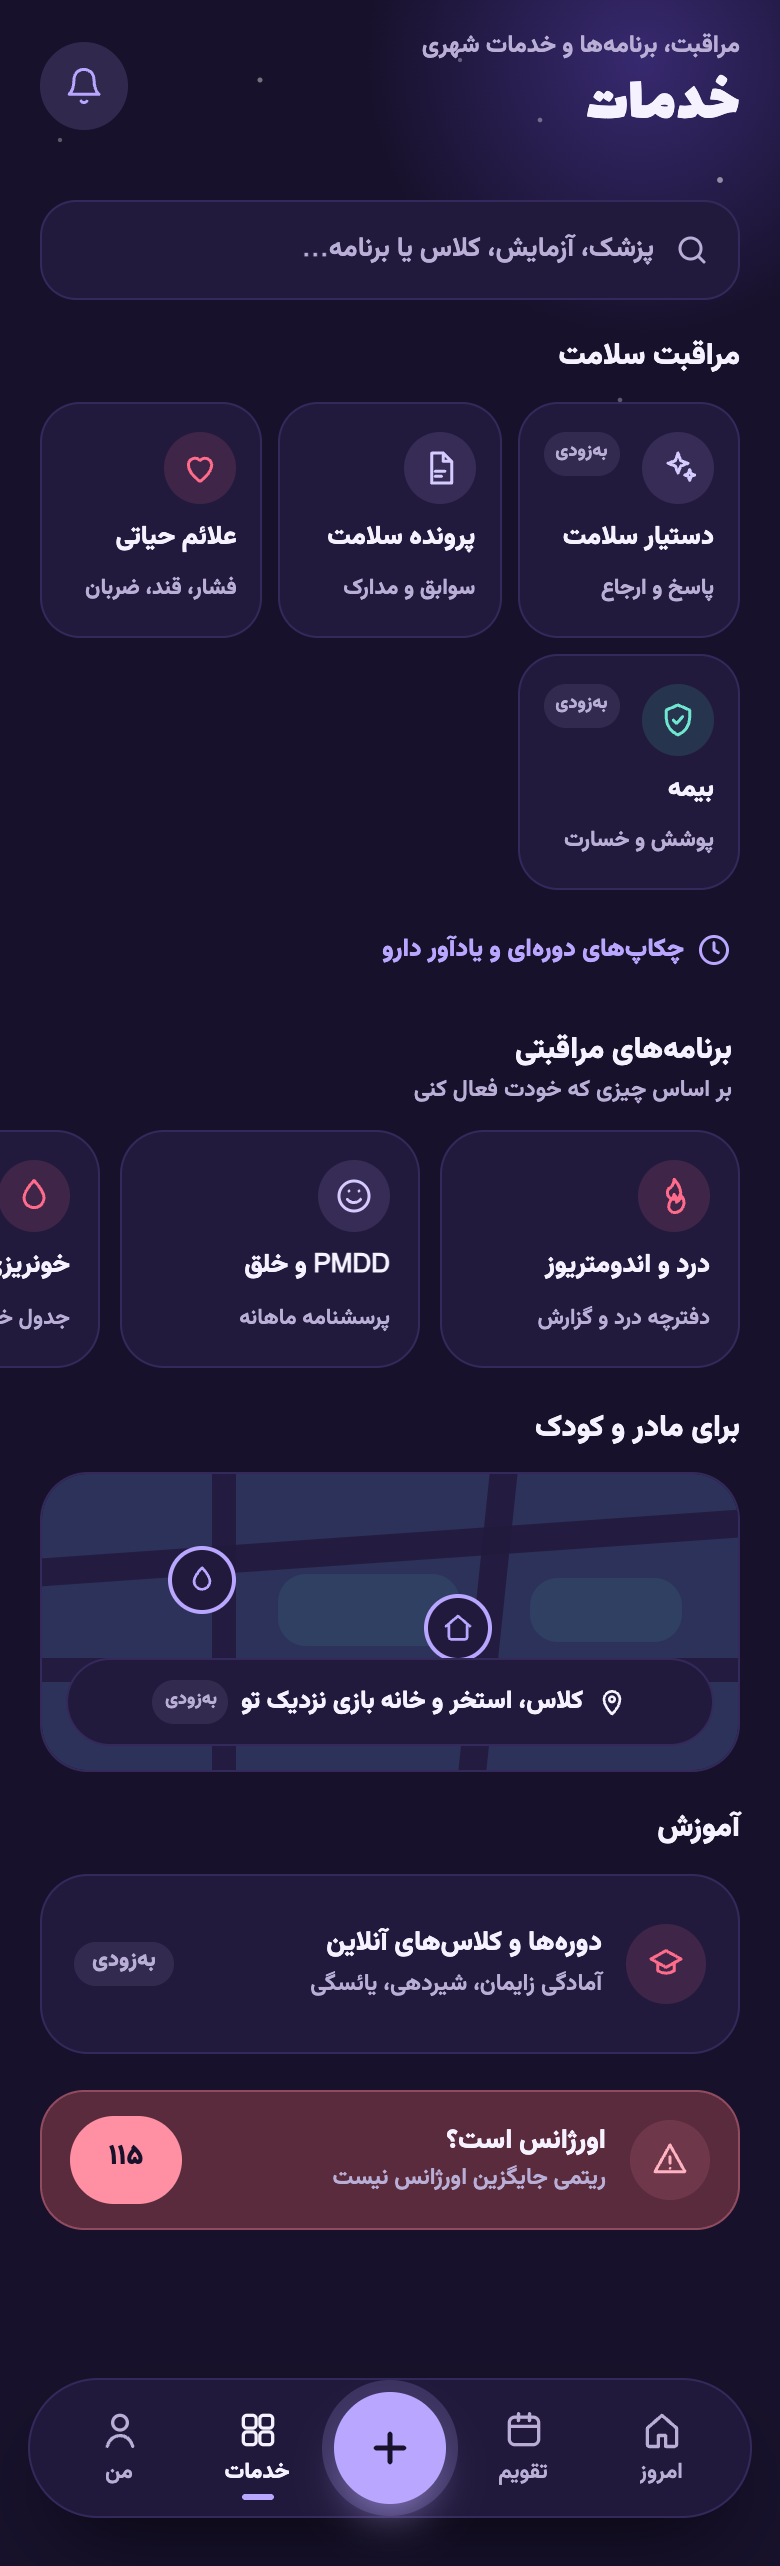 مراقبت، برنامه‌ها و خدمات شهری
خدمات
پزشک، آزمایش، کلاس یا برنامه...
مراقبت سلامت
به‌زودی
دستیار سلامت
پاسخ و ارجاع
پرونده سلامت
سوابق و مدارک
علائم حیاتی
فشار، قند، ضربان
به‌زودی
بیمه
پوشش و خسارت
چکاپ‌های دوره‌ای و یادآور دارو
برنامه‌های مراقبتی
بر اساس چیزی که خودت فعال کنی
درد و اندومتریوز
دفترچه درد و گزارش
PMDD و خلق
پرسشنامه ماهانه
خونریزی
جدول
برای مادر و کودک
کلاس، استخر و خانه بازی نزدیک تو به‌زودی
آموزش
دوره‌ها و کلاس‌های آنلاین
آمادگی زایمان، شیردهی، یائسگی
به‌زودی
اورژانس است؟
ریتمی جایگزین اورژانس نیست
۱۱۵
امروز
تقویم
خدمات
من